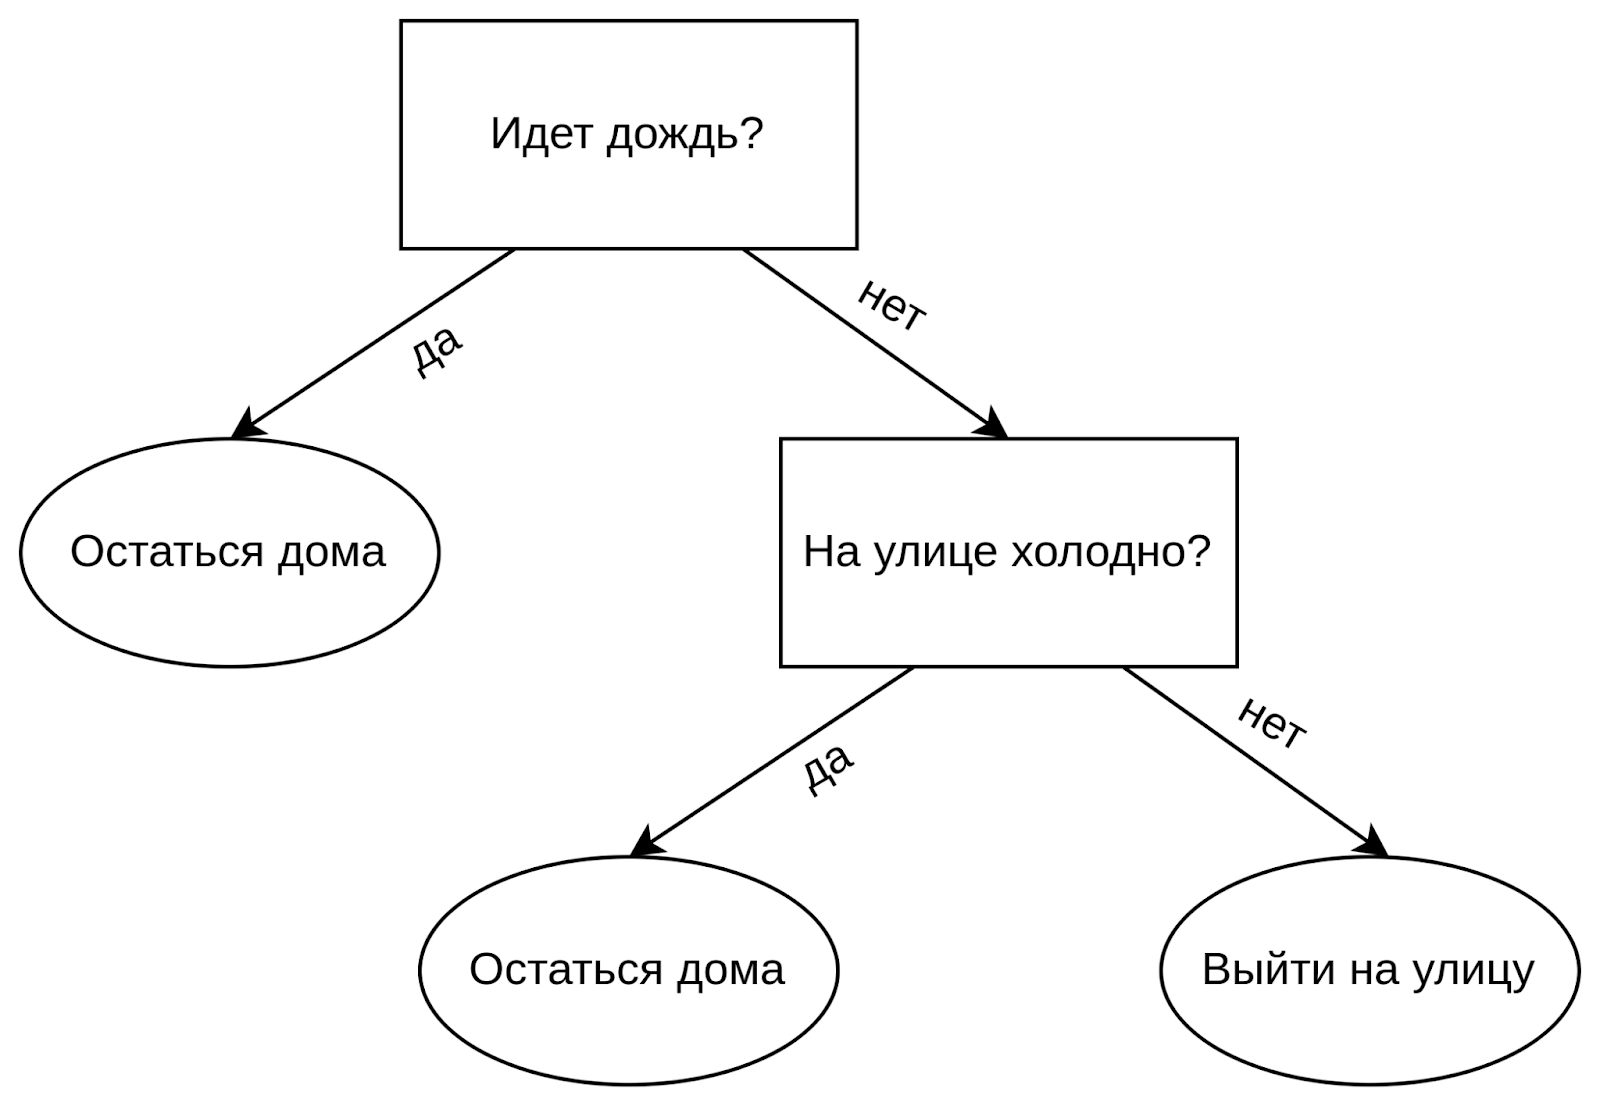 Идет дождь?
да
нет
Остаться дома
На улице холодно?
да
нет
Остаться дома
Выйти на улицу